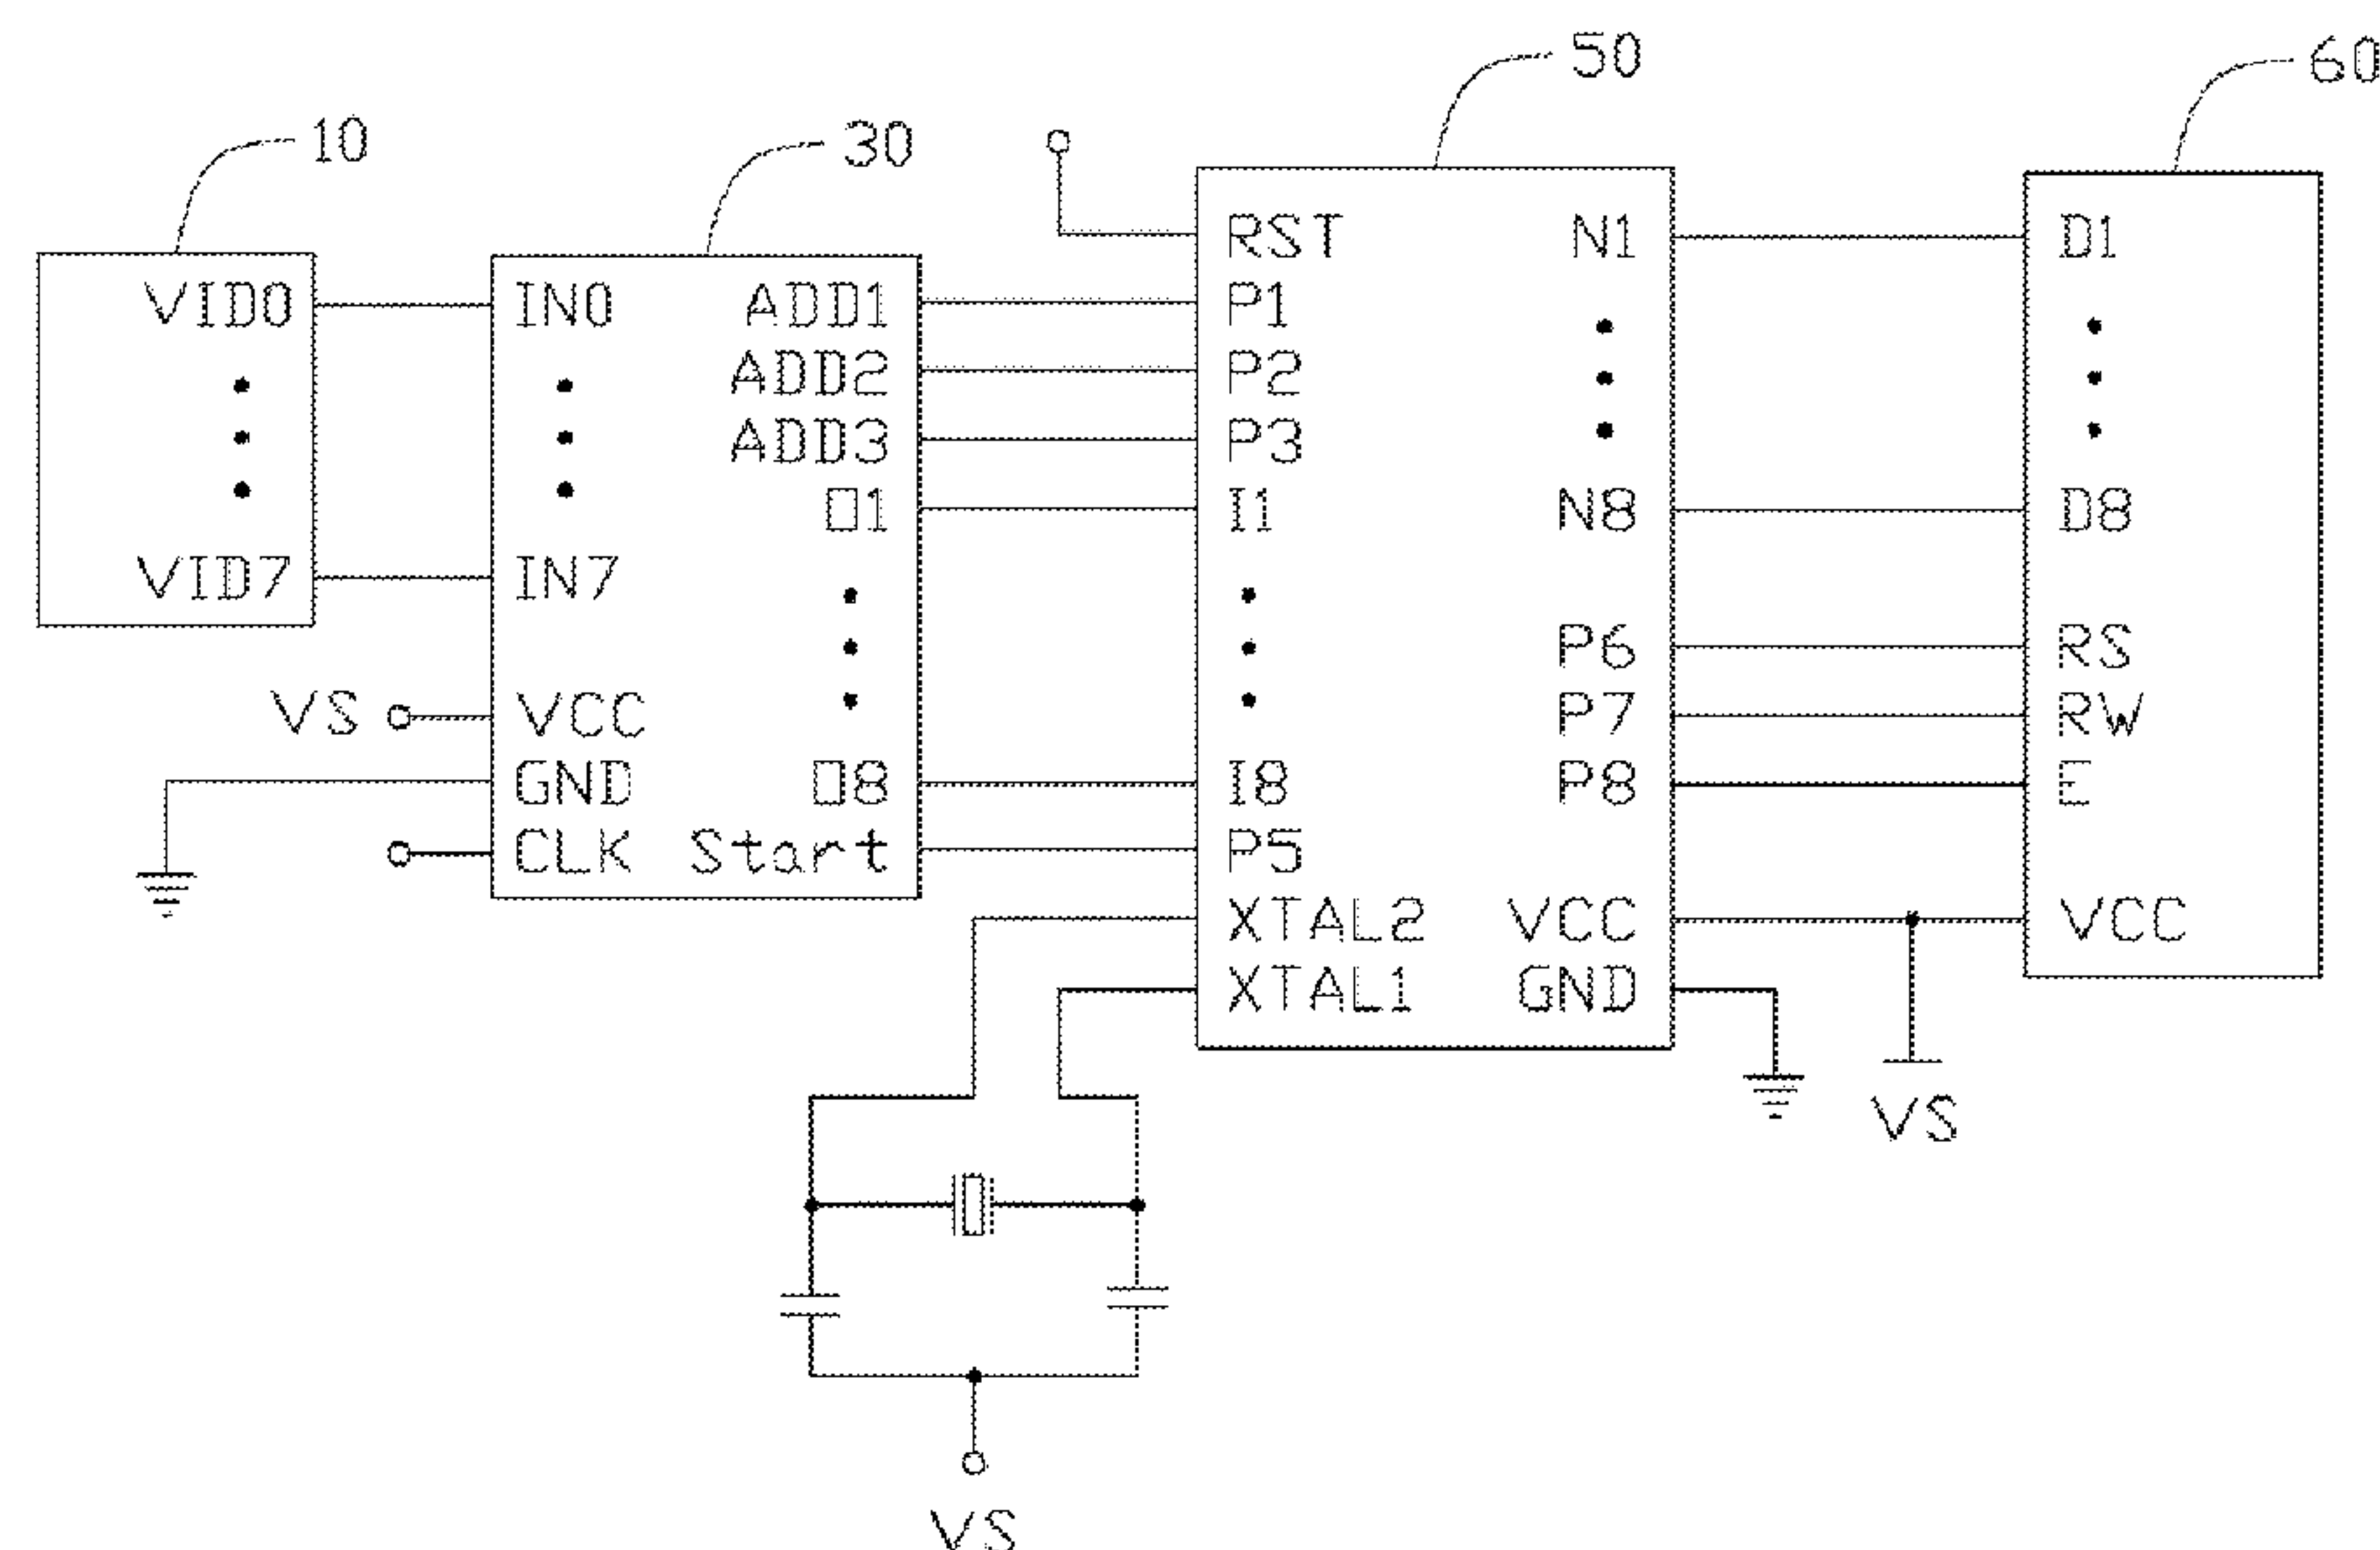 10
30
50
60
VID0
VID7
IN0
IN7
VCC
GND
CLK
ADD1
ADD2
ADD3
O1
O8
Start
VS
RST
P1
P2
P3
I1
I8
P5
XTAL2
XTAL1
N1
N8
P6
P7
P8
VCC
GND
D1
D8
RS
RW
E
VCC
VS
VS